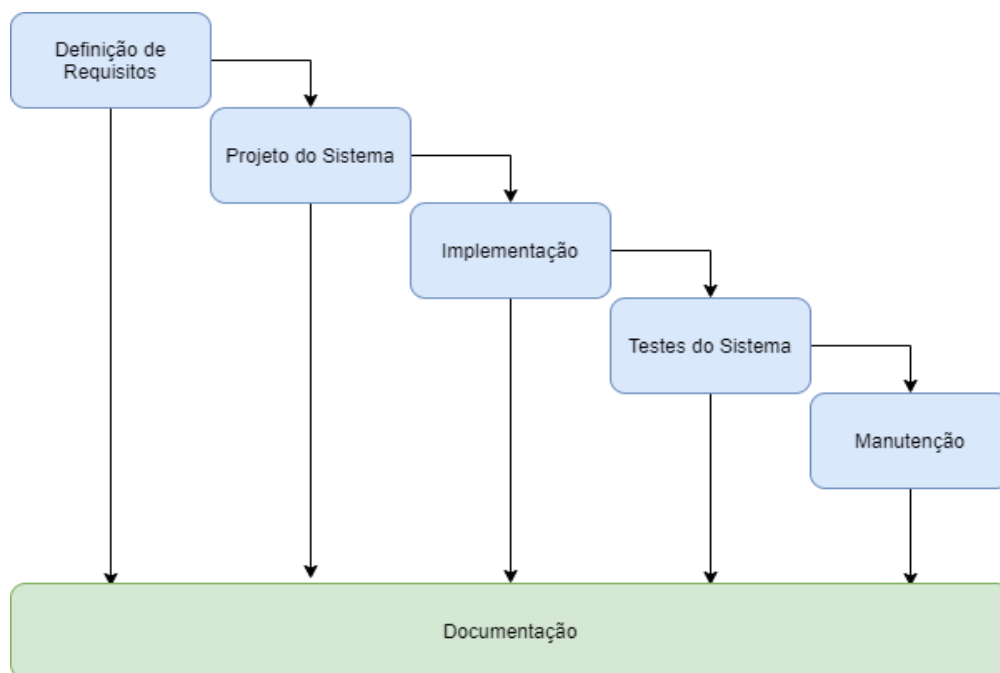 Definição de
Requisitos
Projeto do Sistema
Implementação
Testes do Sistema
Manutenção
Documentação